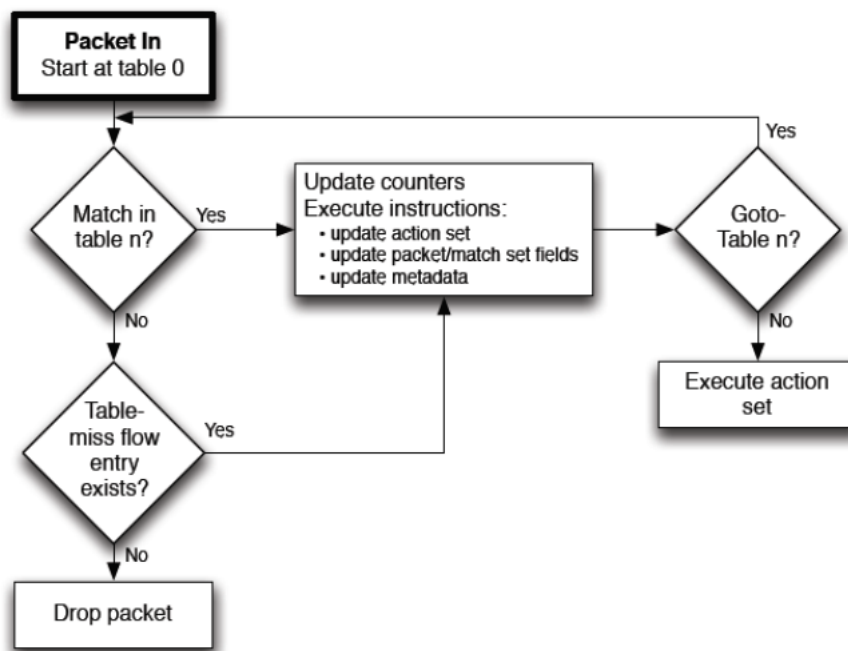 Packet In
Start at table 0
Yes
Match in
table n?
Yes
Update counters
Execute instructions:
• update action set
• update packet/match set fields
• update metadata
Goto-
Table n?
No
No
Execute action
set
Table-
miss flow
entry
exists?
Yes
No
Drop packet